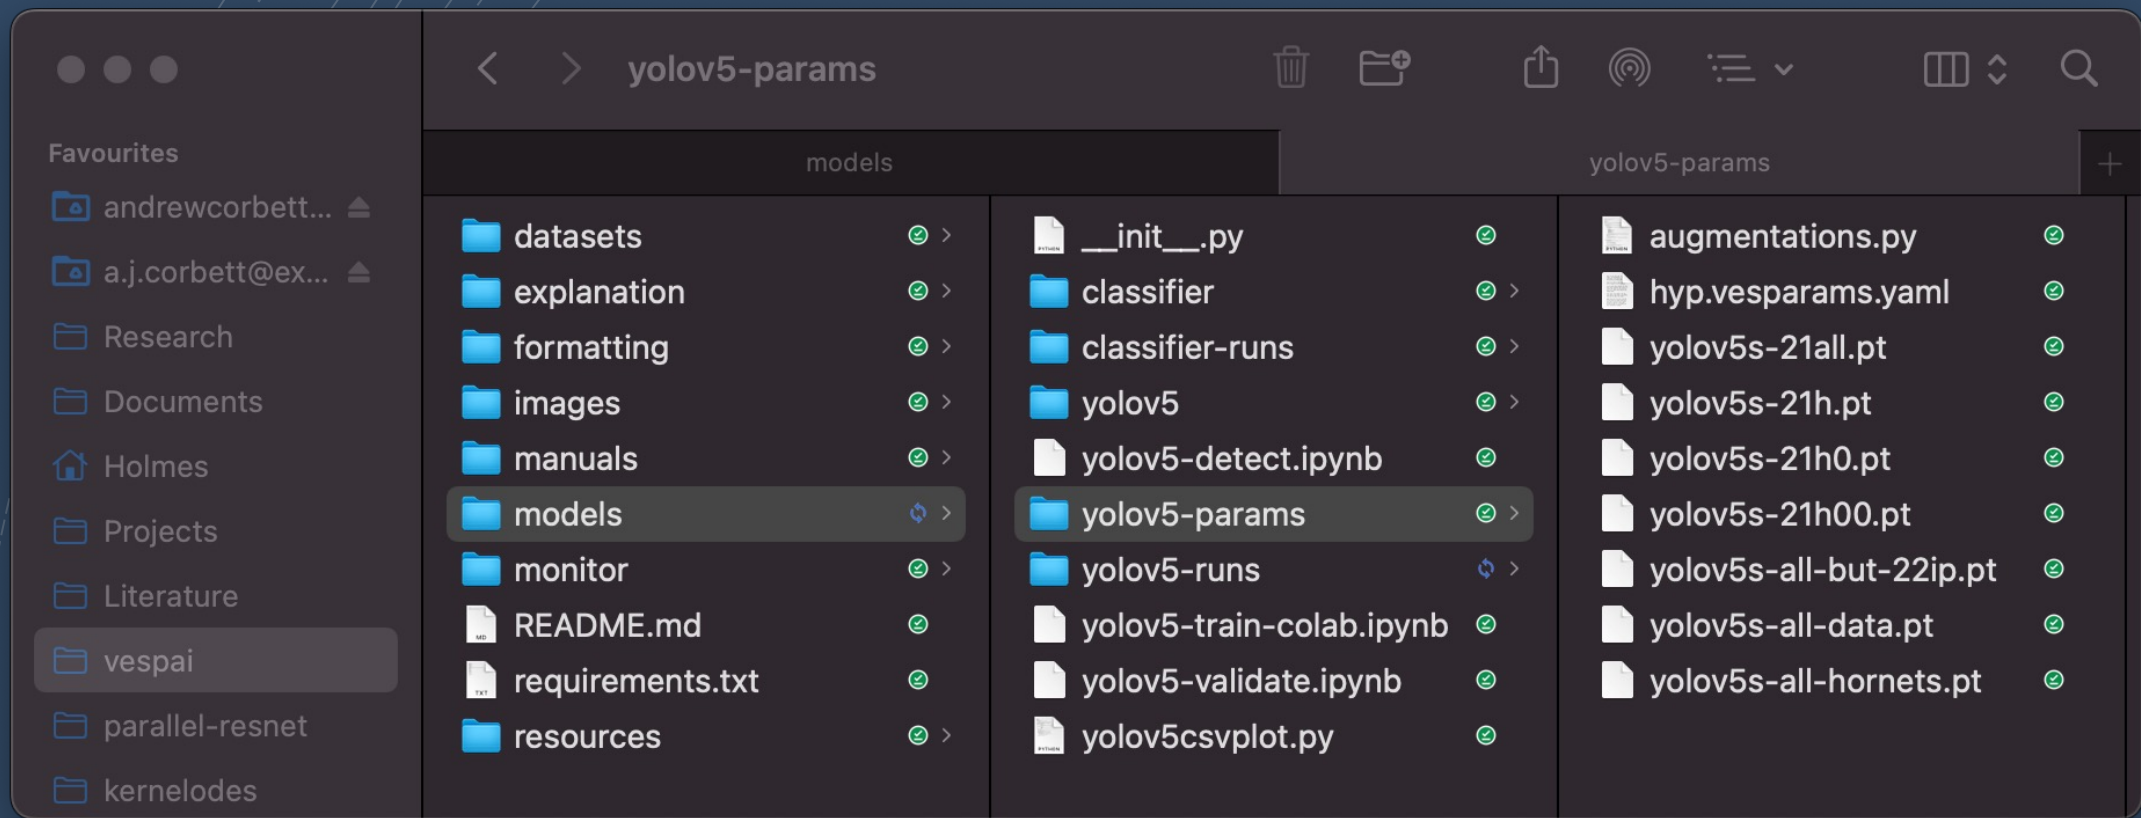 yolov5-params
models
yolov5-params
Favourites
andrewcorbett...
a.j.corbett@ex...
Research
Documents
Holmes
Projects
Literature
vespai
parallel-resnet
kernelodes
datasets
explanation
formatting
images
manuals
models
monitor
README.md
requirements.txt
resources
__init__.py
classifier
classifier-runs
yolov5
yolov5-detect.ipynb
yolov5-params
yolov5-runs
yolov5-train-colab.ipynb
yolov5-validate.ipynb
yolov5csvplot.py
augmentations.py
hyp.vesparams.yaml
yolov5s-21all.pt
yolov5s-21h.pt
yolov5s-21h0.pt
yolov5s-21h00.pt
yolov5s-all-but-22ip.pt
yolov5s-all-data.pt
yolov5s-all-hornets.pt